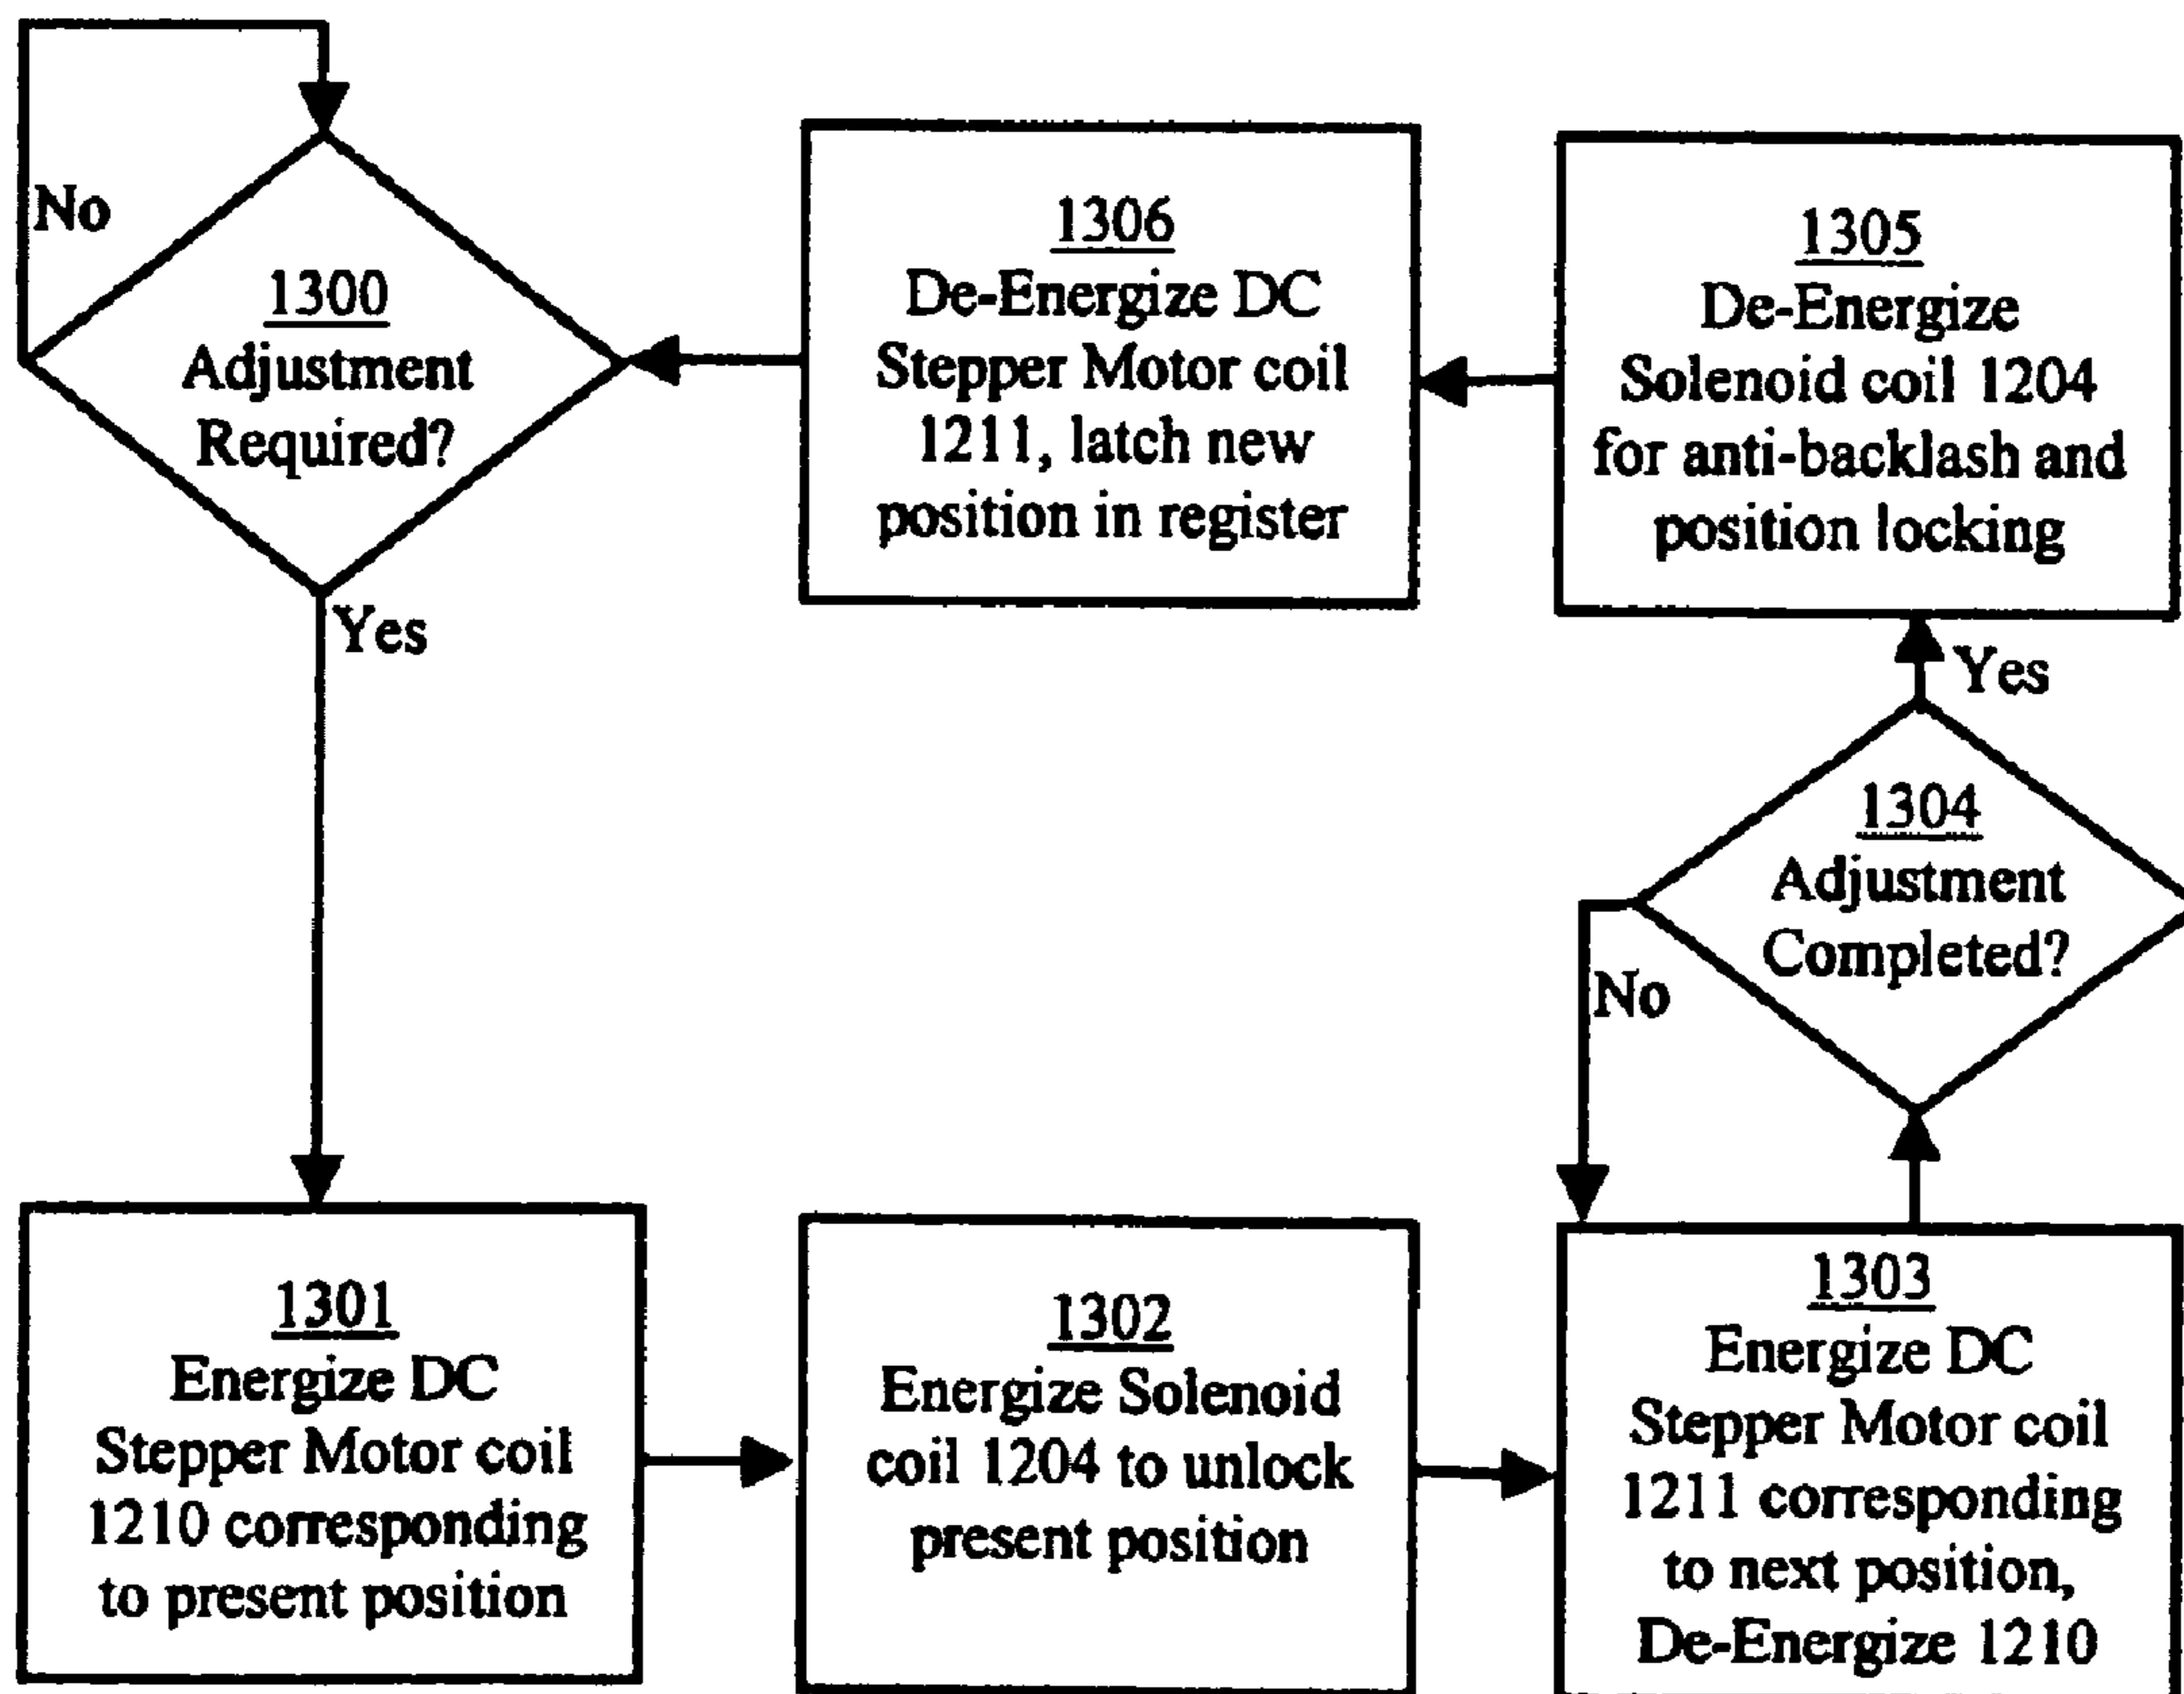 No
1300
Adjustment
Required?
Yes
1306
De-Energize DC
Stepper Motor coil
1211, latch new
position in register
1305
De-Energize
Solenoid coil 1204
for anti-backlash and
position locking
Yes
1304
Adjustment
Completed?
No
1301
Energize DC
Stepper Motor coil
1210 corresponding
to present position
1302
Energize Solenoid
coil 1204 to unlock
present position
1303
Energize DC
Stepper Motor coil
1211 corresponding
to next position,
De-Energize 1210